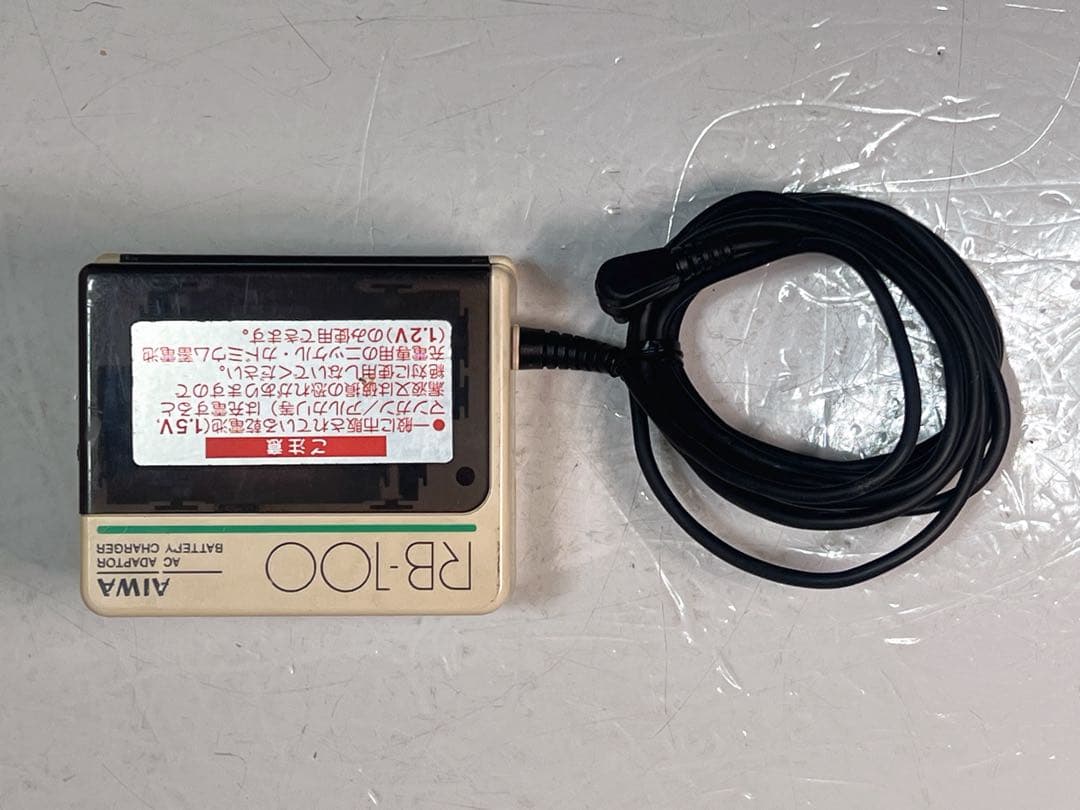 RB-100
AIWA
AC ADAPTOR
BATTERY CHARGER
ご注意
●一般に市販されている乾電池(1.5V.
マンガン/アルカリ等)は充電すると
漏液又は破損の恐れがありますので
絶対に使用しないでください。
充電専用のニッケル・カドミウム蓄電池
(1.2V)のみ使用できます。